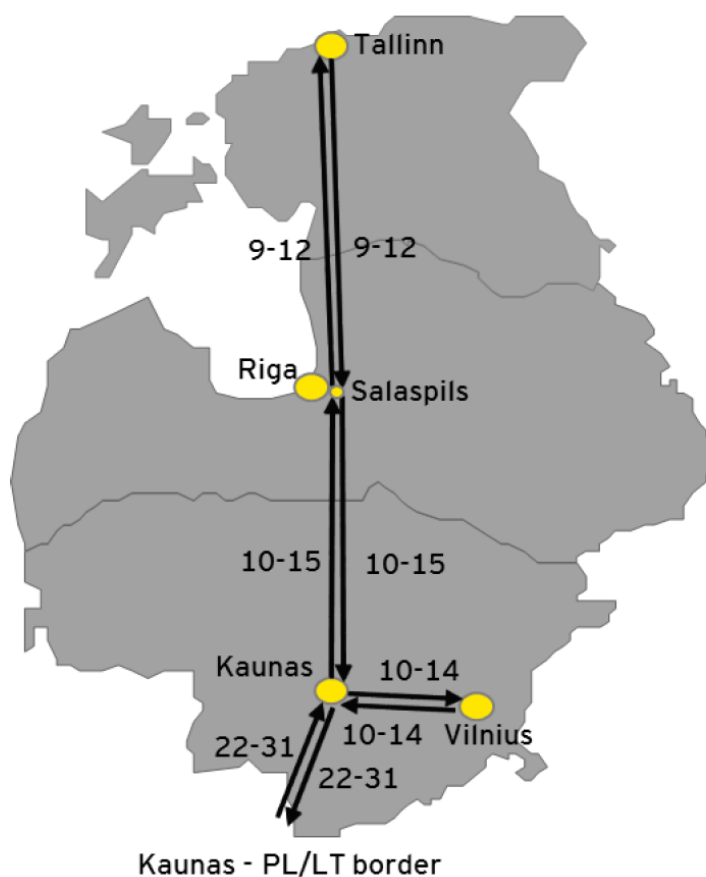 Tallinn
9-12
9-12
Riga
Salaspils
10-15
10-15
Kaunas
10-14
10-14
Vilnius
22-31
22-31
Kaunas - PL/LT border